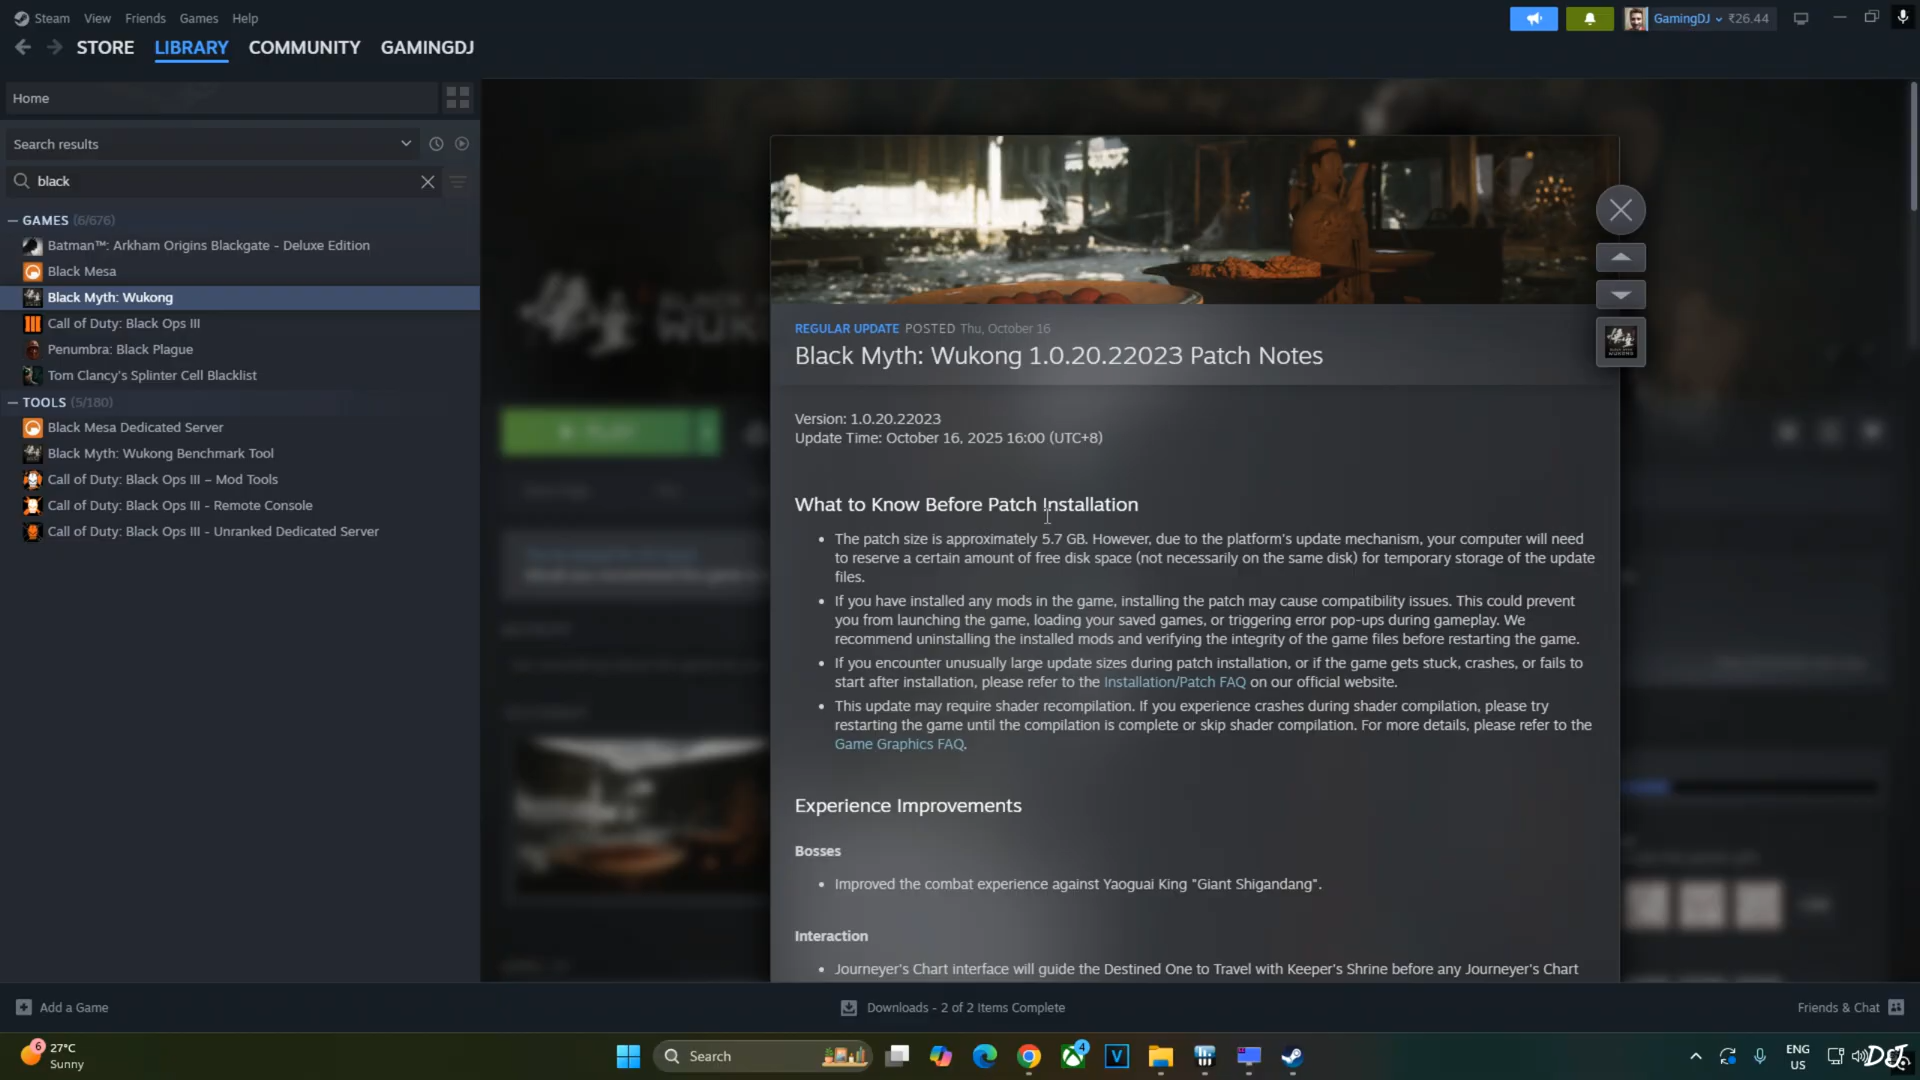 Steam View Friends Games Help
GamingDJ ₹26.44
STORE LIBRARY COMMUNITY GAMINGDJ
Home
Search results
black
GAMES (6/676)
Batman™: Arkham Origins Blackgate - Deluxe Edition
Black Mesa
Black Myth: Wukong
Call of Duty: Black Ops III
Penumbra: Black Plague
Tom Clancy's Splinter Cell Blacklist
TOOLS (5/180)
Black Mesa Dedicated Server
Black Myth: Wukong Benchmark Tool
Call of Duty: Black Ops III – Mod Tools
Call of Duty: Black Ops III - Remote Console
Call of Duty: Black Ops III - Unranked Dedicated Server
REGULAR UPDATE POSTED Thu, October 16
Black Myth: Wukong 1.0.20.22023 Patch Notes
Version: 1.0.20.22023
Update Time: October 16, 2025 16:00 (UTC+8)
What to Know Before Patch Installation
• The patch size is approximately 5.7 GB. However, due to the platform's update mechanism, your computer will need
to reserve a certain amount of free disk space (not necessarily on the same disk) for temporary storage of the update
files.
• If you have installed any mods in the game, installing the patch may cause compatibility issues. This could prevent
you from launching the game, loading your saved games, or triggering error pop-ups during gameplay. We
recommend uninstalling the installed mods and verifying the integrity of the game files before restarting the game.
• If you encounter unusually large update sizes during patch installation, or if the game gets stuck, crashes, or fails to
start after installation, please refer to the Installation/Patch FAQ on our official website.
• This update may require shader recompilation. If you experience crashes during shader compilation, please try
restarting the game until the compilation is complete or skip shader compilation. For more details, please refer to the
Game Graphics FAQ.
Experience Improvements
Bosses
• Improved the combat experience against Yaoguai King "Giant Shigandang".
Interaction
• Journeyer's Chart interface will guide the Destined One to Travel with Keeper's Shrine before any Journeyer's Chart
WUKONG
PLAY
Add a Game
Downloads - 2 of 2 Items Complete
Friends & Chat
6
27°C
Sunny
Search
4
V
ENG
US
DJ